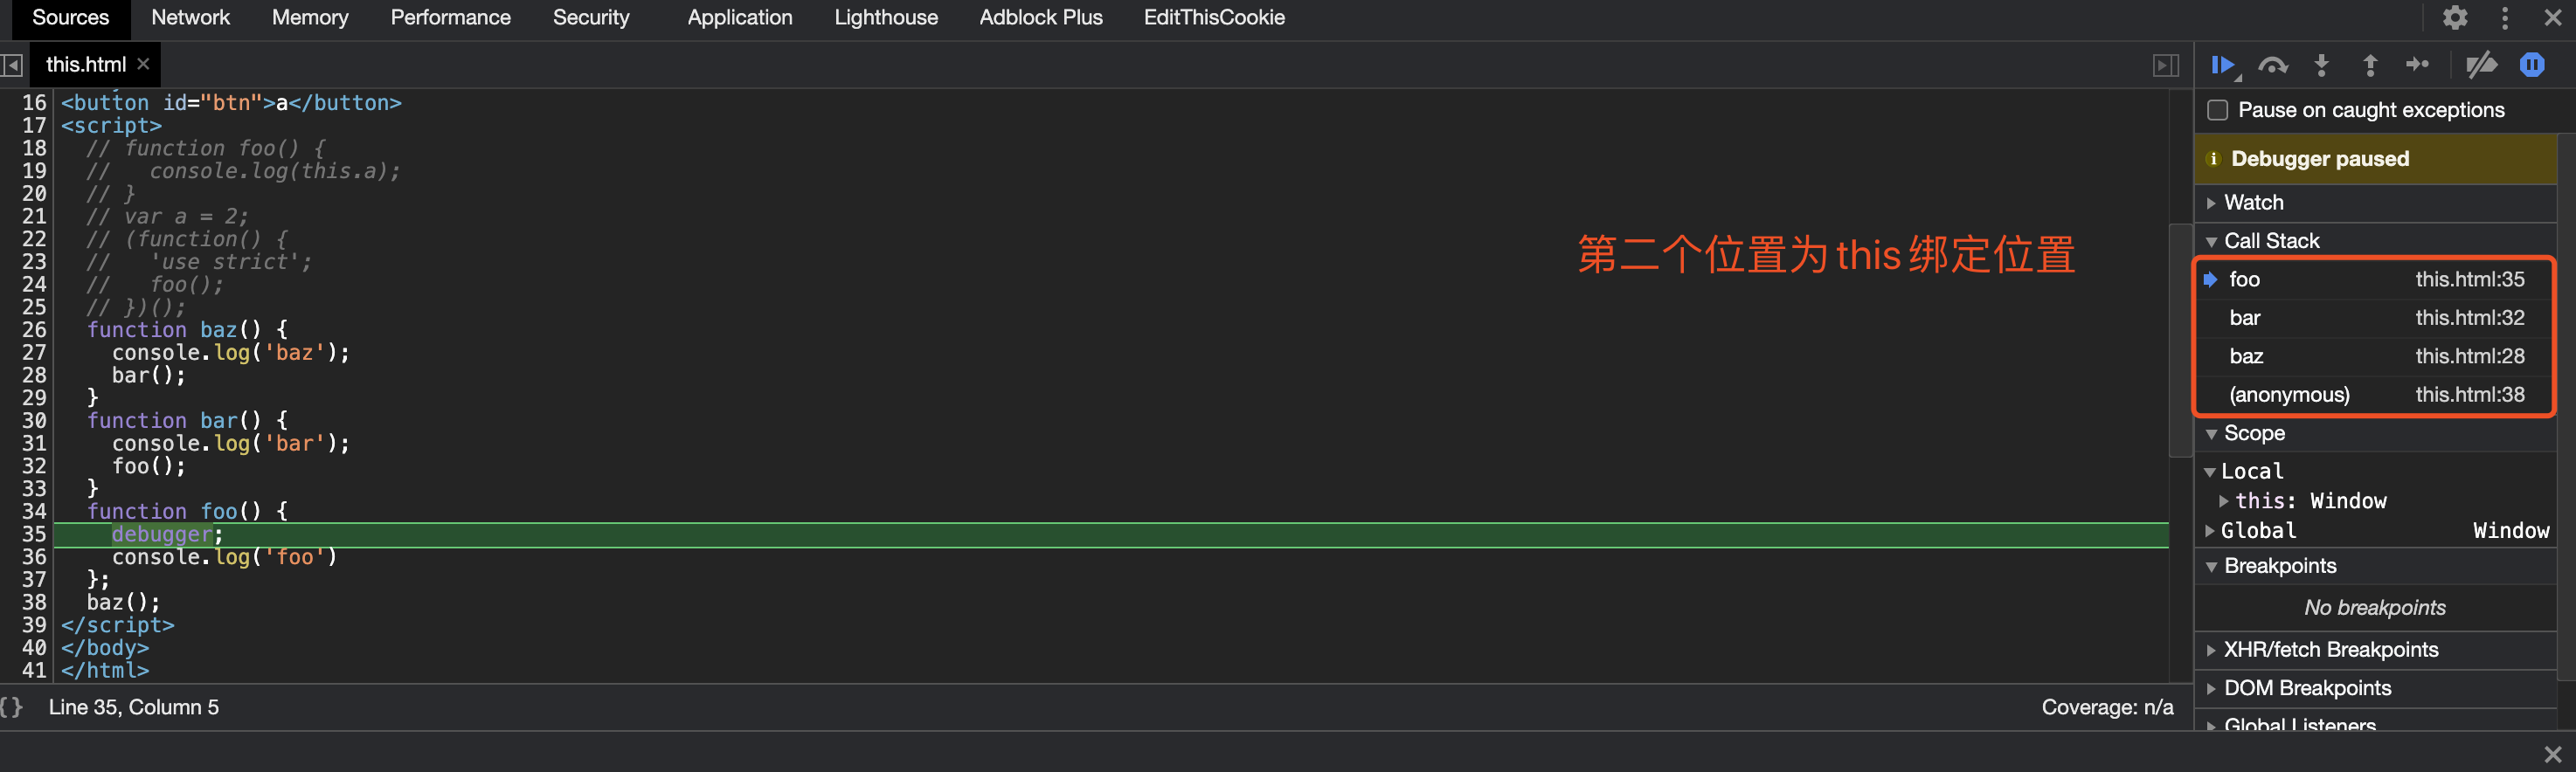 Sources Network Memory Performance Security Application Lighthouse Adblock Plus EditThisCookie
this.html
16 <button id="btn">a</button>
17 <script>
18 // function foo() {
19 //   console.log(this.a);
20 // }
21 // var a = 2;
22 // (function() {
23 //   'use strict';
24 //   foo();
25 // })();
26 function baz() {
27 console.log('baz');
28 bar();
29 }
30 function bar() {
31 console.log('bar');
32 foo();
33 }
34 function foo() {
35 debugger;
36 console.log('foo')
37 };
38 baz();
39 </script>
40 </body>
41 </html>
第二个位置为this绑定位置
{} Line 35, Column 5
Coverage: n/a
Pause on caught exceptions
Debugger paused
Watch
Call Stack
foo this.html:35
bar this.html:32
baz this.html:28
(anonymous) this.html:38
Scope
Local
this: Window
Global Window
Breakpoints
No breakpoints
XHR/fetch Breakpoints
DOM Breakpoints
Global Listeners